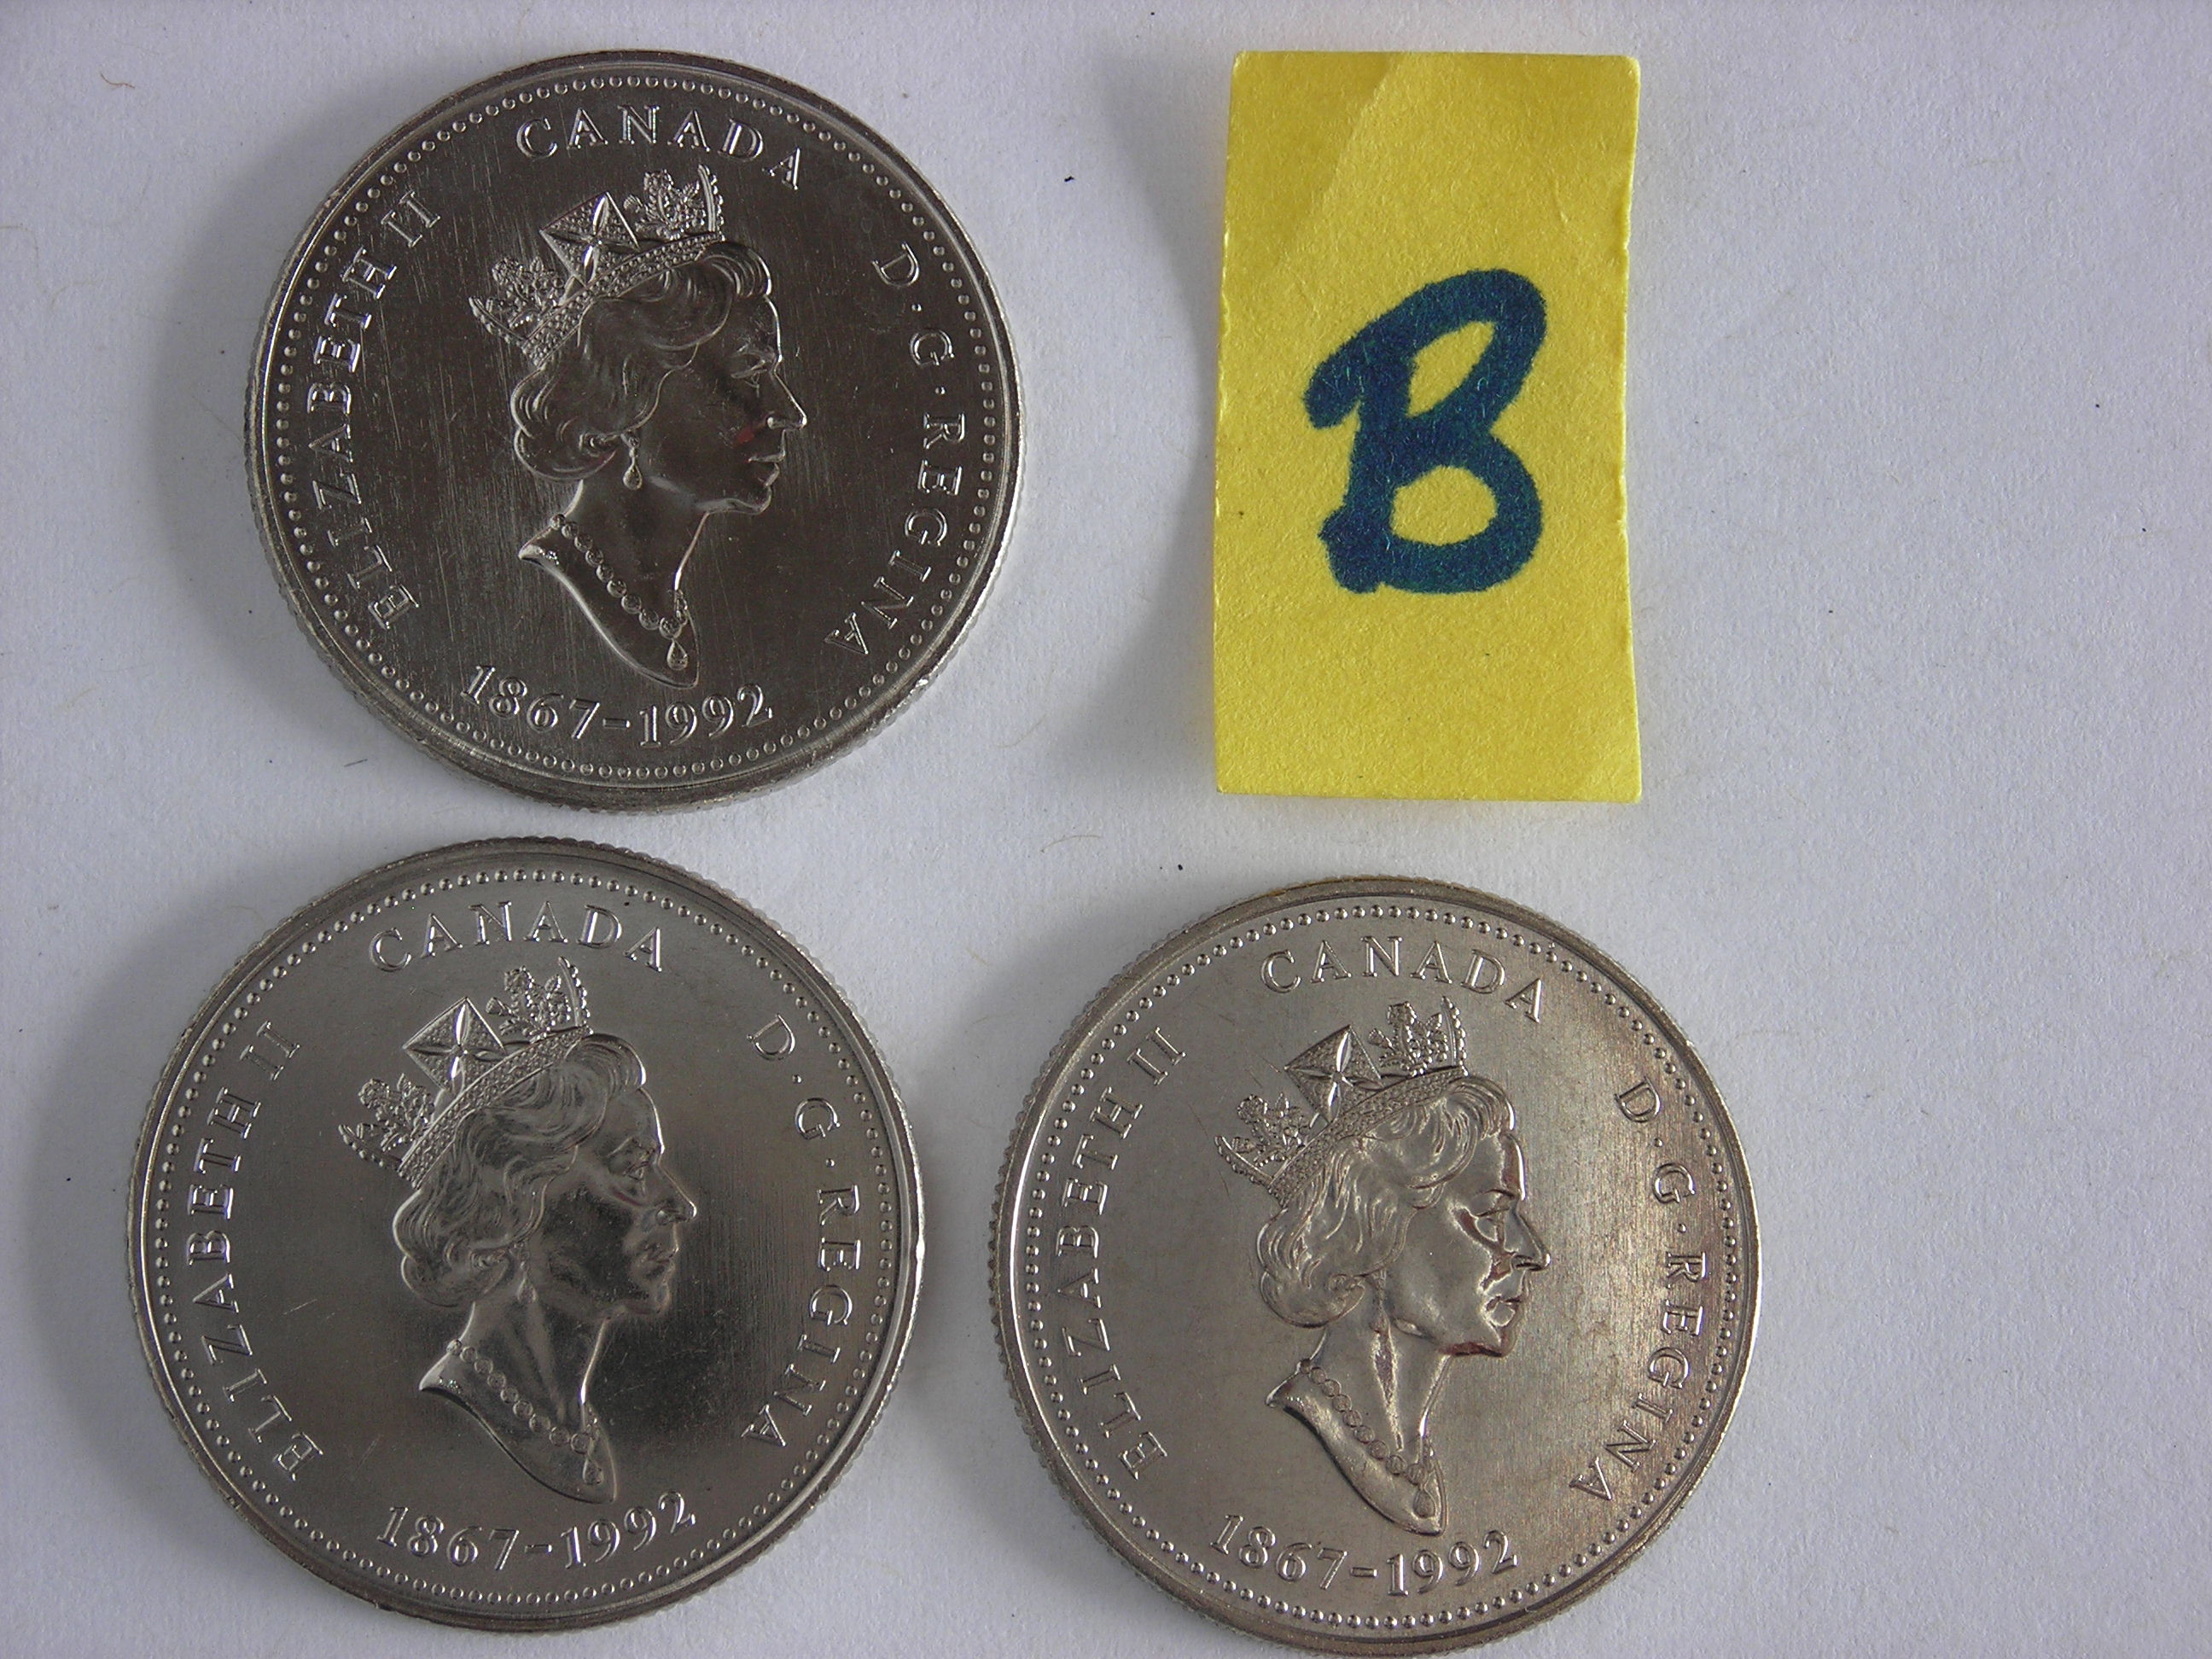 ELIZABETH II CANADA D·G·REGINA
1867-1992
B
ELIZABETH II CANADA D·G·REGINA
1867-1992
ELIZABETH II CANADA D·G·REGINA
1867-1992